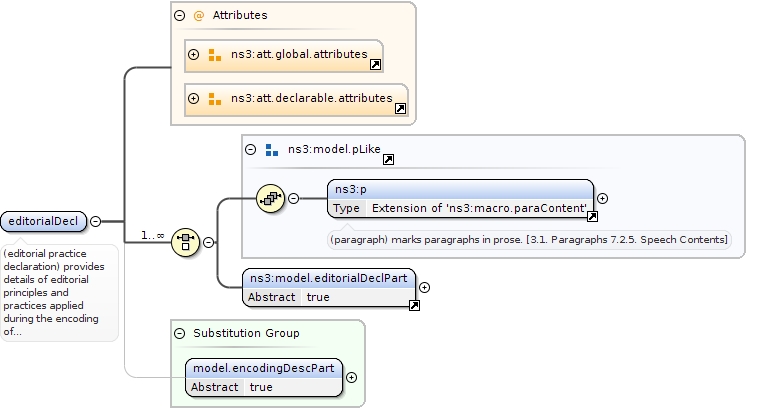 @ Attributes
ns3:att.global.attributes
ns3:att.declarable.attributes
ns3:model.pLike
ns3:p
Type Extension of 'ns3:macro.paraContent'
(paragraph) marks paragraphs in prose. [3.1. Paragraphs 7.2.5. Speech Contents]
editorialDecl
1..∞
(editorial practice
declaration) provides
details of editorial
principles and
practices applied
during the encoding
of...
ns3:model.editorialDeclPart
Abstract true
Substitution Group
model.encodingDescPart
Abstract true